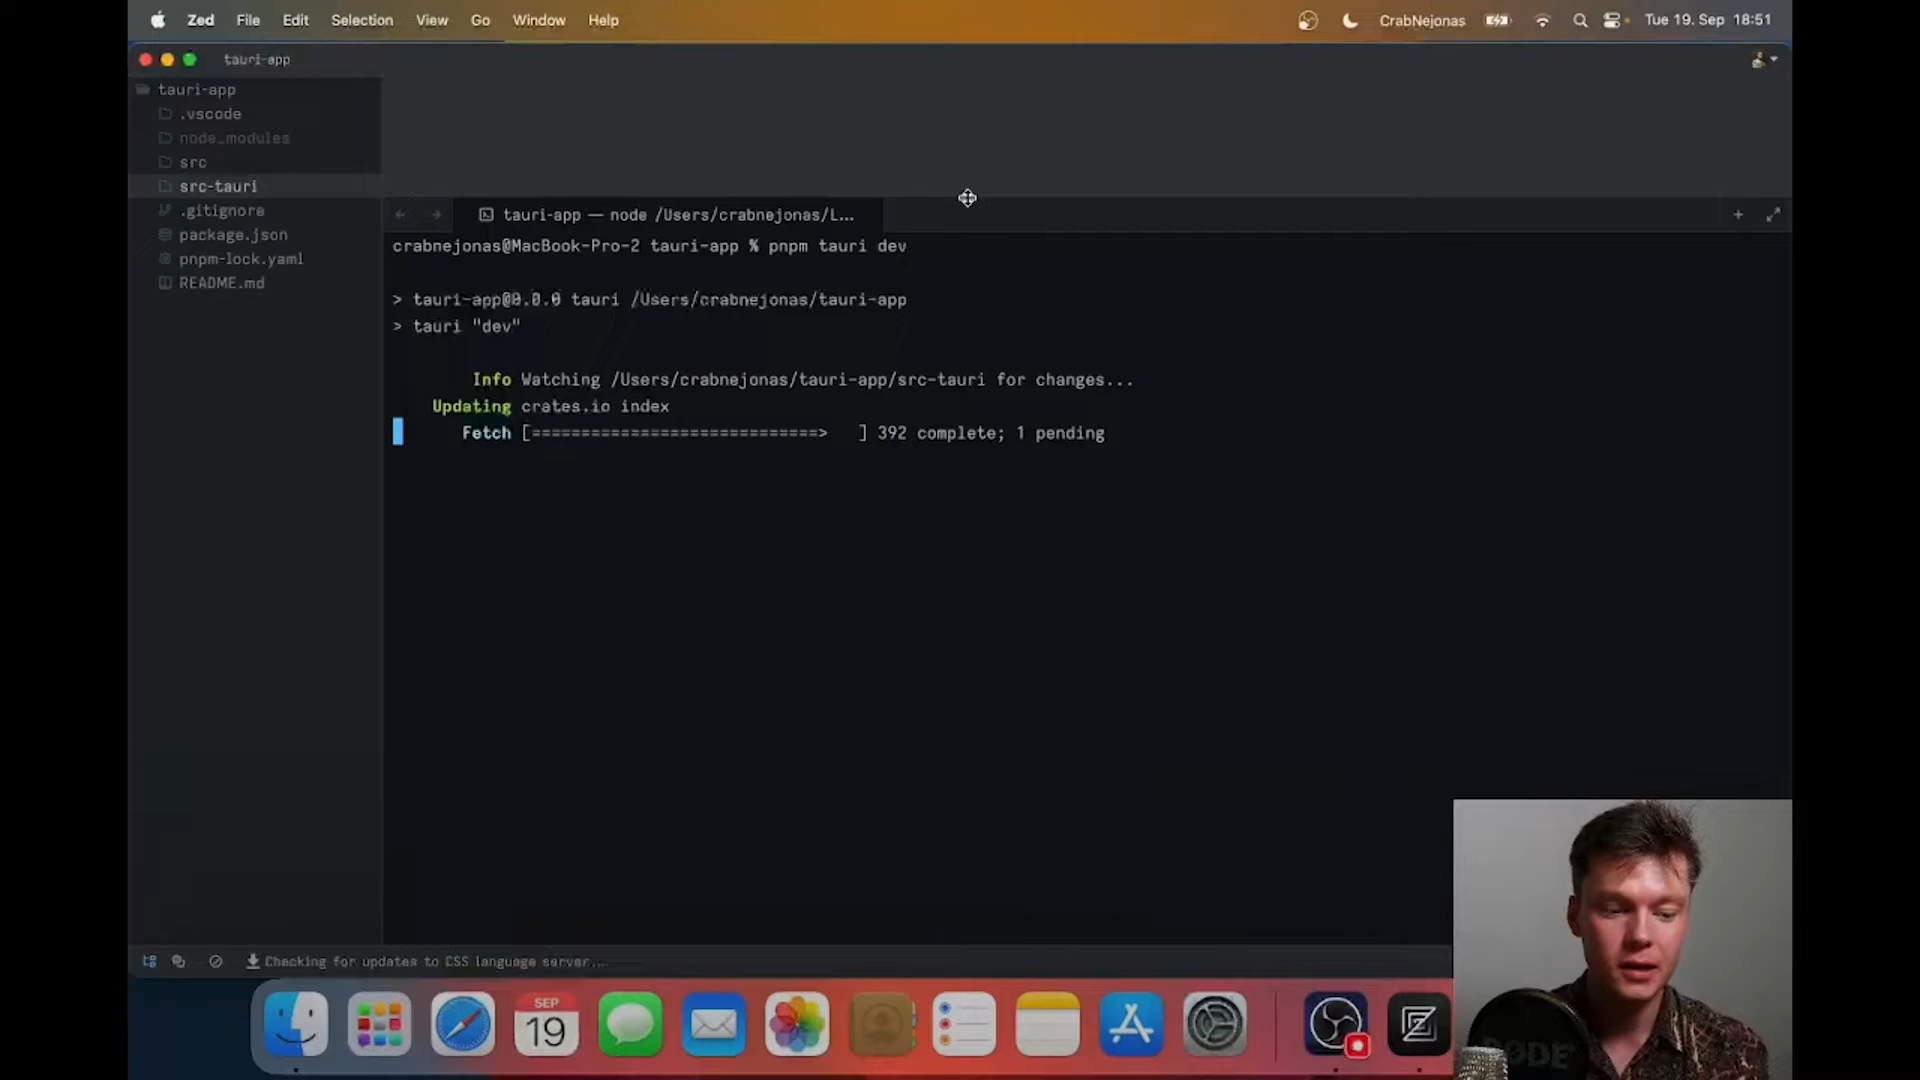 Zed File Edit Selection View Go Window Help CrabNejonas Tue 19. Sep 18:51
tauri-app
tauri-app
.vscode
node_modules
src
src-tauri
.gitignore
package.json
pnpm-lock.yaml
README.md
tauri-app — node /Users/crabnejonas/L...
crabnejonas@MacBook-Pro-2 tauri-app % pnpm tauri dev
> tauri-app@0.0.0 tauri /Users/crabnejonas/tauri-app
> tauri "dev"
Info Watching /Users/crabnejonas/tauri-app/src-tauri for changes...
Updating crates.io index
Fetch [=============================> ] 392 complete; 1 pending
Checking for updates to CSS language server...
SEP
19
RØDE